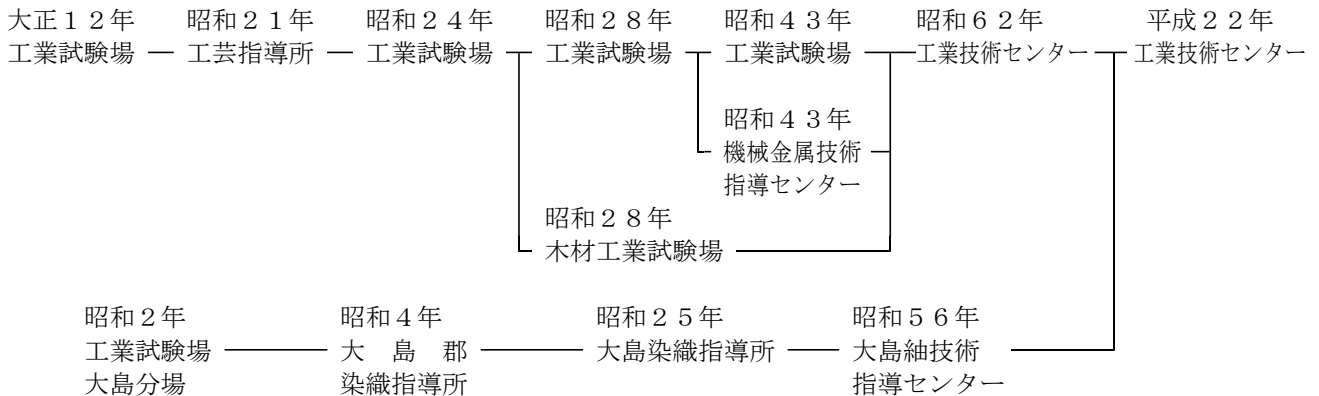 大正１２年 昭和２１年 昭和２４年 昭和２８年 昭和４３年 昭和６２年 平成２２年
工業試験場 工芸指導所 工業試験場 工業試験場 工業試験場 工業技術センター 工業技術センター
昭和４３年
機械金属技術
指導センター
昭和２８年
木材工業試験場
昭和２年 昭和４年 昭和２５年 昭和５６年
工業試験場 大　島　郡 大島染織指導所 大島紬技術
大島分場 染織指導所 指導センター